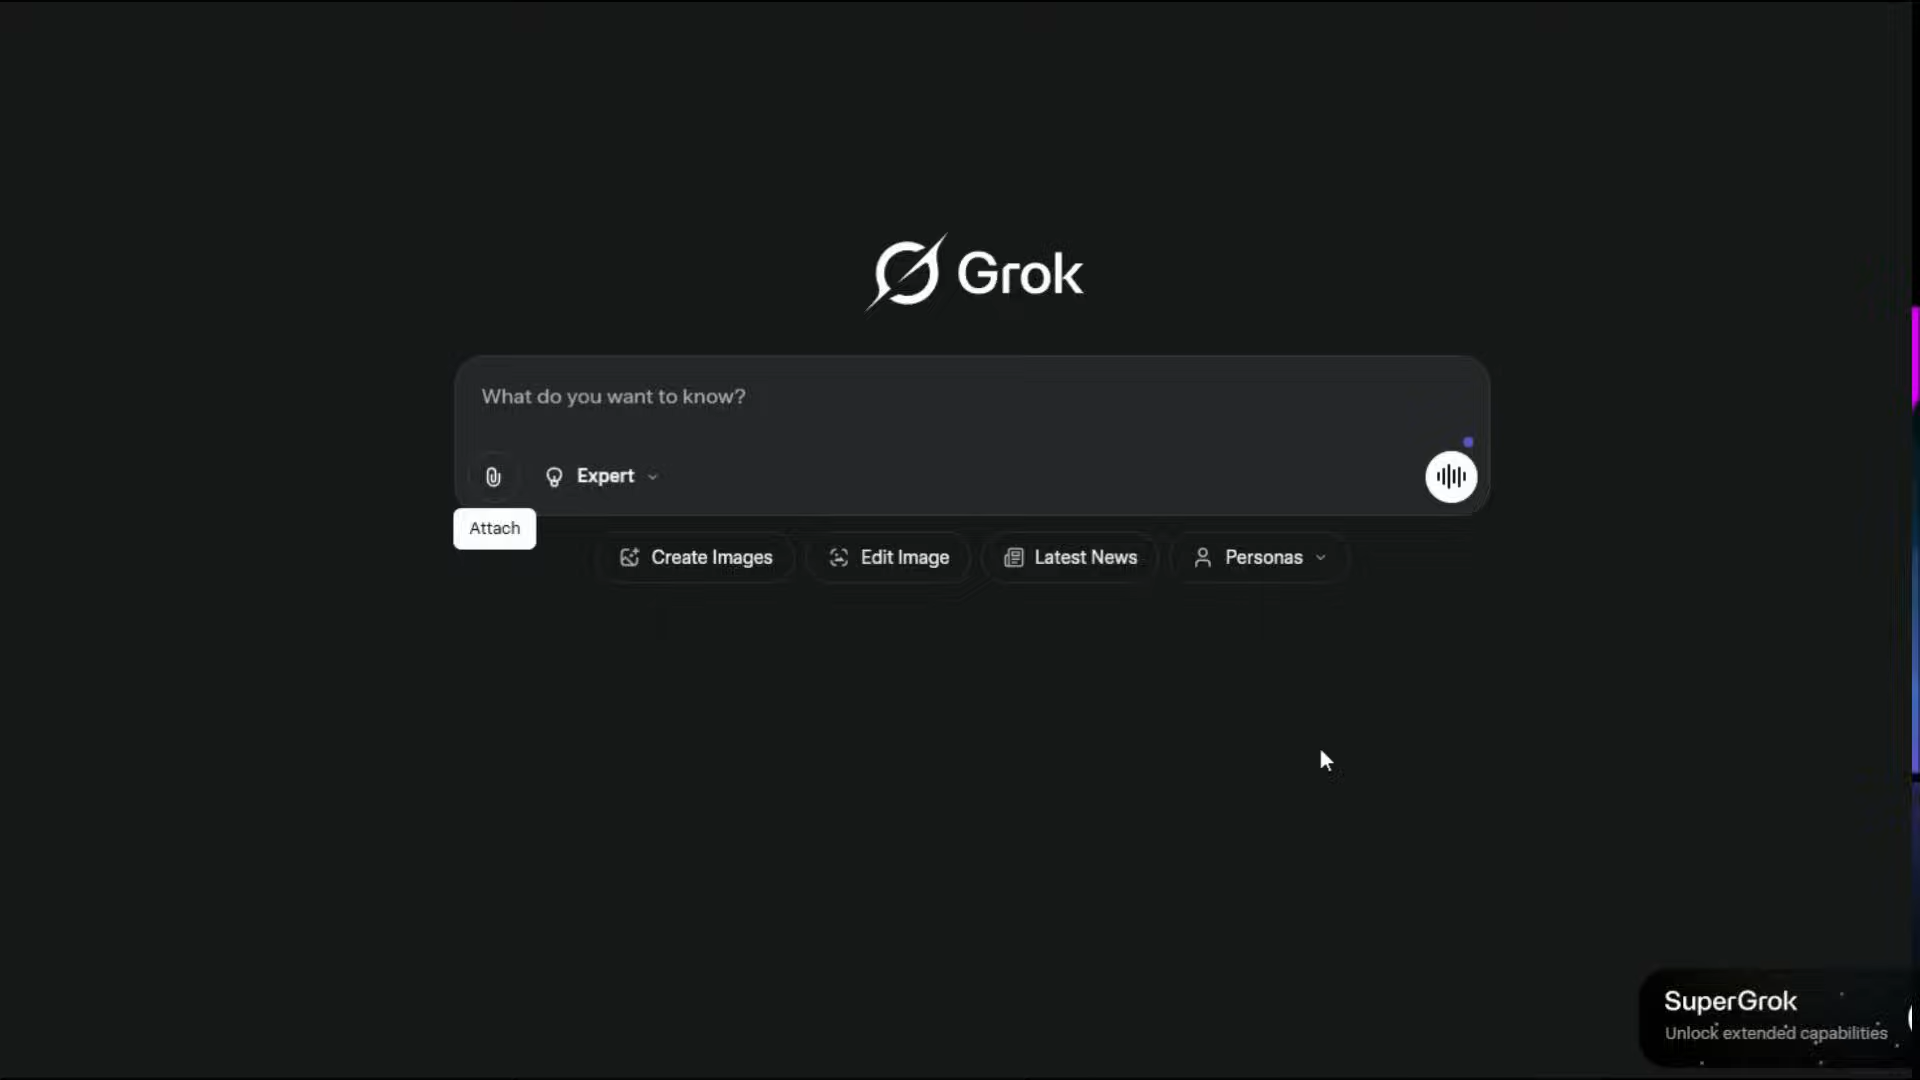 Grok
What do you want to know?
Expert
Attach
Create Images
Edit Image
Latest News
Personas
SuperGrok
Unlock extended capabilities